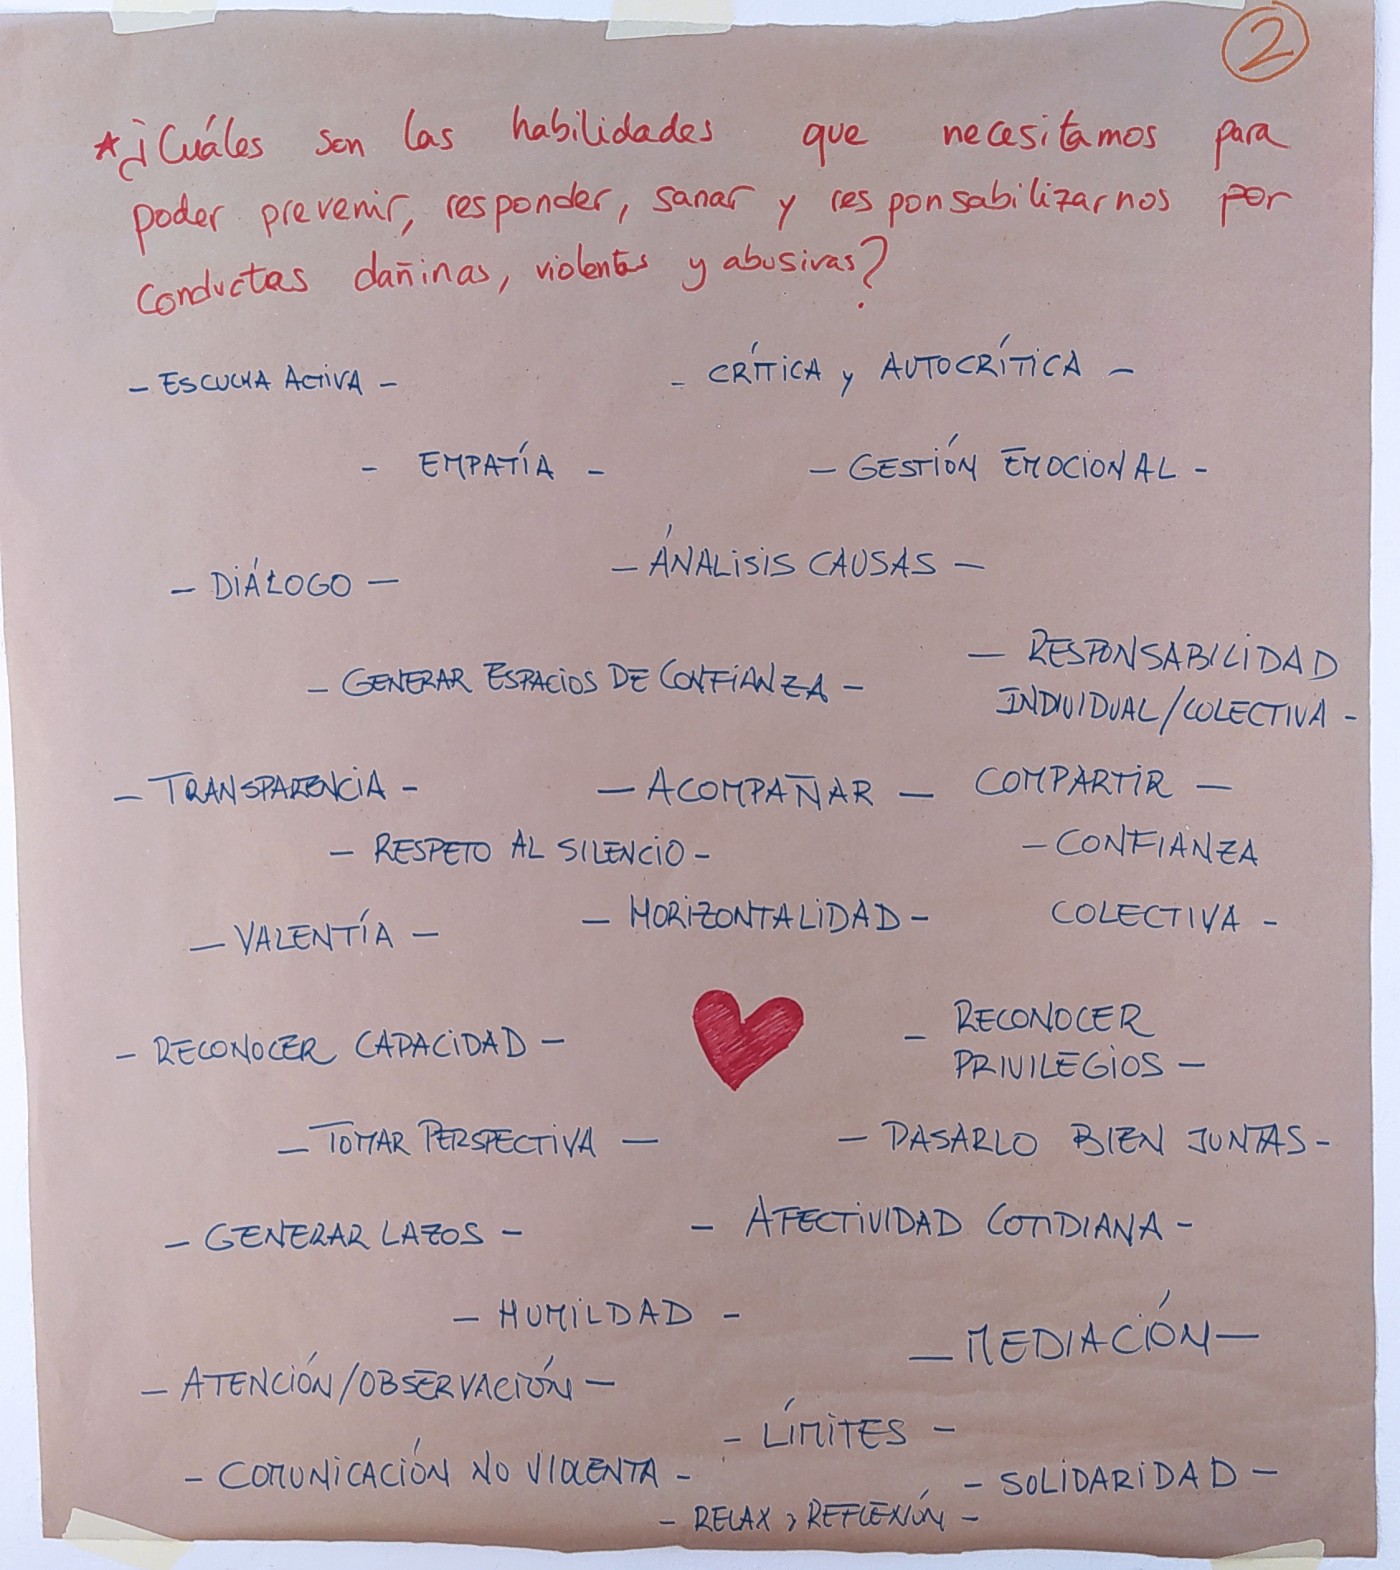 2
*¿Cuáles son las habilidades que necesitamos para
poder prevenir, responder, sanar y responsabilizarnos por
conductas dañinas, violentas y abusivas?
- ESCUCHA ACTIVA -
- CRÍTICA y AUTOCRÍTICA -
- EMPATÍA -
- GESTIÓN EMOCIONAL -
- DIÁLOGO -
- ÁNALISIS CAUSAS -
- GENERAR ESPACIOS DE CONFIANZA -
- RESPONSABILIDAD
INDIVIDUAL/COLECTIVA -
- TRANSPARENCIA -
- ACOMPAÑAR -
COMPARTIR -
- RESPETO AL SILENCIO -
- CONFIANZA
COLECTIVA -
- VALENTÍA -
- HORIZONTALIDAD -
- RECONOCER CAPACIDAD -
- RECONOCER
PRIVILEGIOS -
- TOMAR PERSPECTIVA -
- PASARLO BIEN JUNTAS -
- GENERAR LAZOS -
- AFECTIVIDAD COTIDIANA -
- HUMILDAD -
- MEDIACIÓN -
- ATENCIÓN/OBSERVACIÓN -
- LÍMITES -
- COMUNICACIÓN NO VIOLENTA -
- SOLIDARIDAD -
- RELAX y REFLEXIÓN -